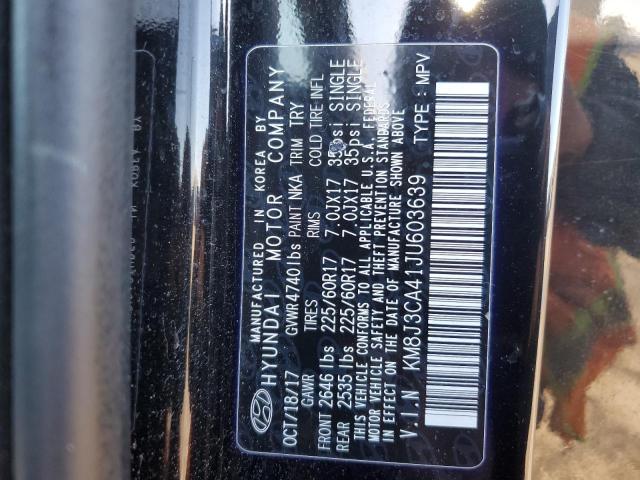 MANUFACTURED IN KOREA BY
HYUNDAI MOTOR COMPANY
OCT/18/17 GVWR 4740 lbs PAINT NKA TRIM TRY
GAWR TIRES RIMS COLD TIRE INFL
FRONT 2646 lbs 225/60R17 7.0JX17 35psi SINGLE
REAR 2535 lbs 225/60R17 7.0JX17 35psi SINGLE
THIS VEHICLE CONFORMS TO ALL APPLICABLE U.S.A. FEDERAL
MOTOR VEHICLE SAFETY AND THEFT PREVENTION STANDARDS
IN EFFECT ON THE DATE OF MANUFACTURE SHOWN ABOVE
V.I.N KM8J3CA41JU603639 TYPE: MPV